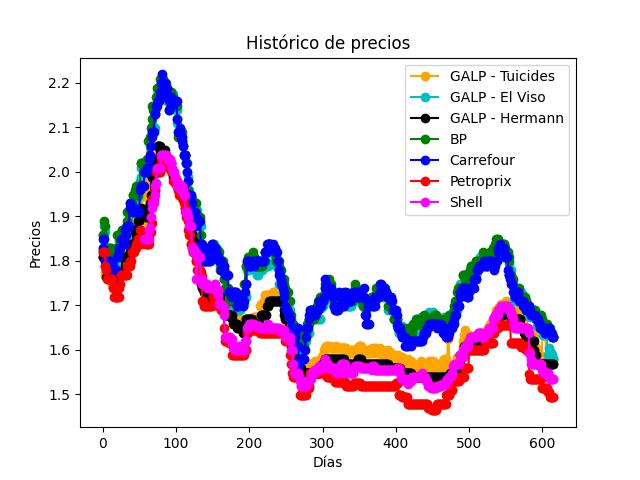 Histórico de precios
GALP - Tuicides
GALP - El Viso
GALP - Hermann
BP
Carrefour
Petroprix
Shell
Precios
2.2
2.1
2.0
1.9
1.8
1.7
1.6
1.5
0 100 200 300 400 500 600
Días